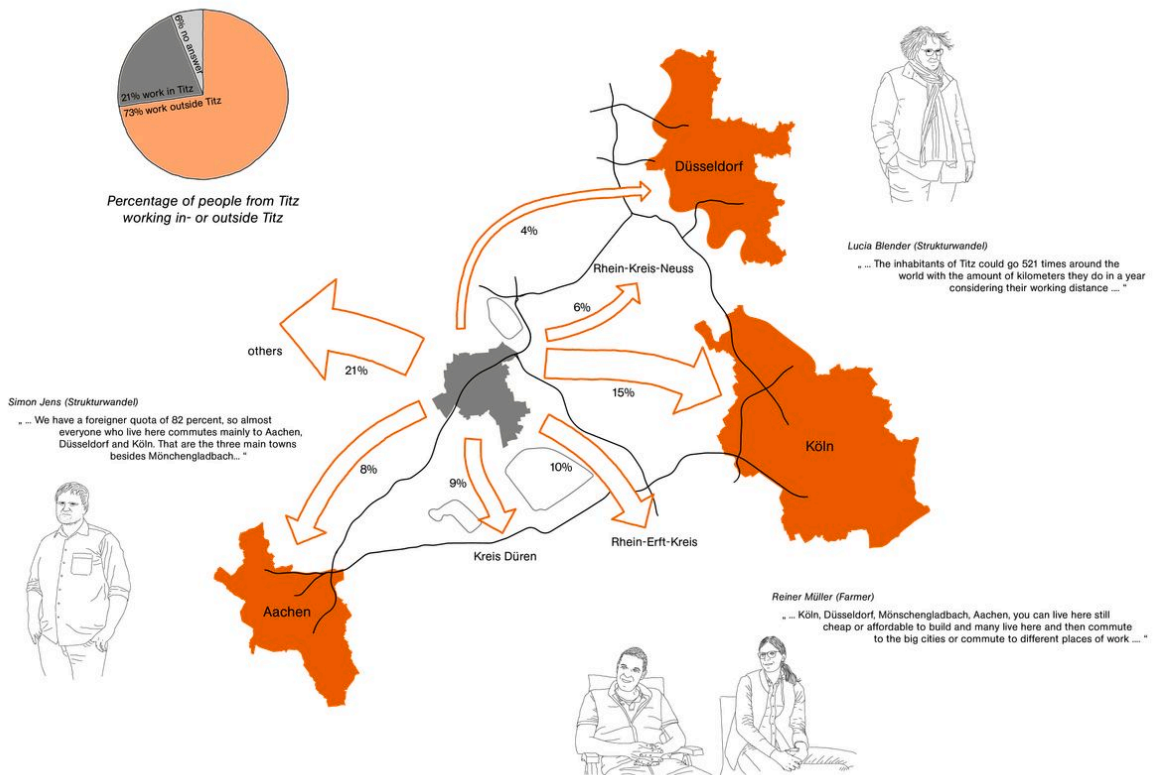 6% no answer
21% work in Titz
73% work outside Titz
Percentage of people from Titz
working in- or outside Titz
Düsseldorf
4%
Rhein-Kreis-Neuss
6%
others
21%
15%
Köln
8%
9%
10%
Kreis Düren
Rhein-Erft-Kreis
Aachen
Lucia Blender (Strukturwandel)
„ ... The inhabitants of Titz could go 521 times around the
world with the amount of kilometers they do in a year
considering their working distance .... “
Simon Jens (Strukturwandel)
„ ... We have a foreigner quota of 82 percent, so almost
everyone who live here commutes mainly to Aachen,
Düsseldorf and Köln. That are the three main towns
besides Mönchengladbach... “
Reiner Müller (Farmer)
„ ... Köln, Düsseldorf, Mönschengladbach, Aachen, you can live here still
cheap or affordable to build and many live here and then commute
to the big cities or commute to different places of work .... “